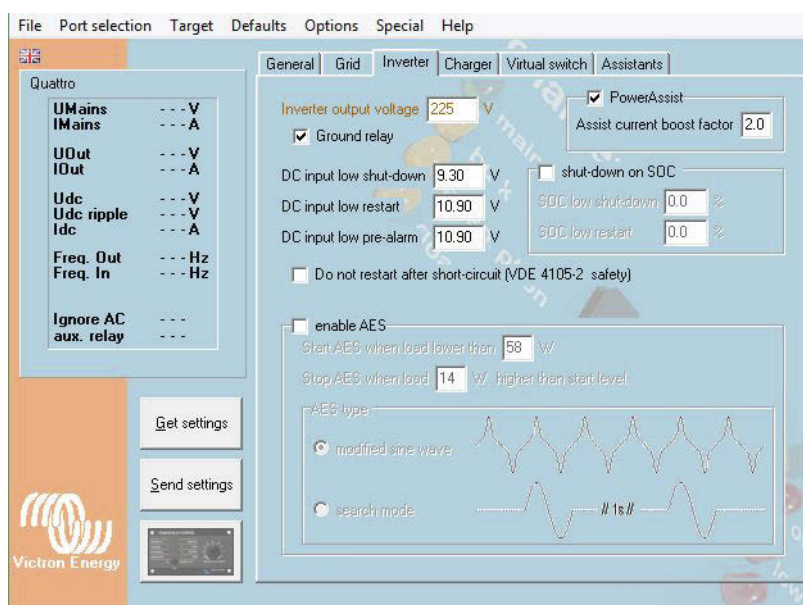 File Port selection Target Defaults Options Special Help
General Grid Inverter Charger Virtual switch Assistants
Quattro
UMains - - - V
IMains - - - A
UOut - - - V
IOut - - - A
Udc - - - V
Udc ripple - - - V
Idc - - - A
Freq. Out - - - Hz
Freq. In - - - Hz
Ignore AC - - -
aux. relay - - -
Get settings
Send settings
Victron Energy
Inverter output voltage 225 V
Ground relay
PowerAssist
Assist current boost factor 2.0
DC input low shut-down 9.30 V
DC input low restart 10.90 V
DC input low pre-alarm 10.90 V
shut-down on SOC
SOC low shut-down 0.0 %
SOC low restart 0.0 %
Do not restart after short-circuit (VDE 4105-2 safety)
enable AES
Start AES when load lower than 58 W
Stop AES when load 14 W higher than start level
AES type
modified sine wave
search mode
// 1s //